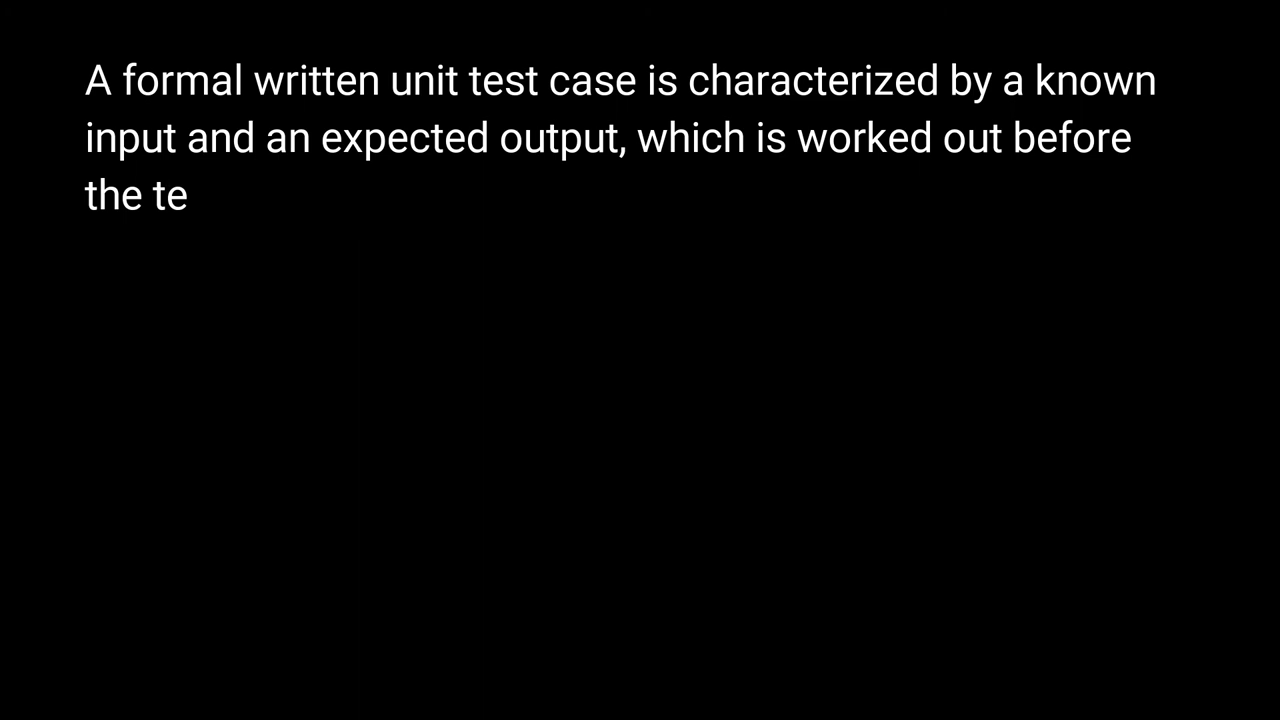 A formal written unit test case is characterized by a known
input and an expected output, which is worked out before
the te